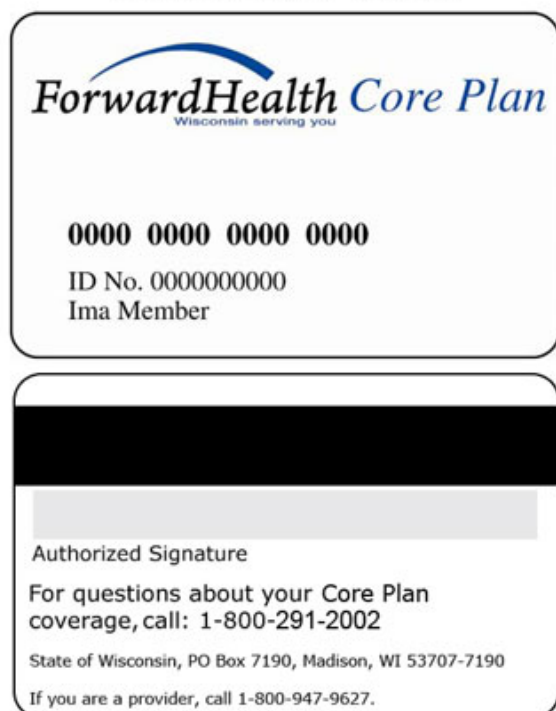 ForwardHealth Core Plan
Wisconsin serving you
0000 0000 0000 0000
ID No. 0000000000
Ima Member
Authorized Signature
For questions about your Core Plan
coverage, call: 1-800-291-2002
State of Wisconsin, PO Box 7190, Madison, WI 53707-7190
If you are a provider, call 1-800-947-9627.